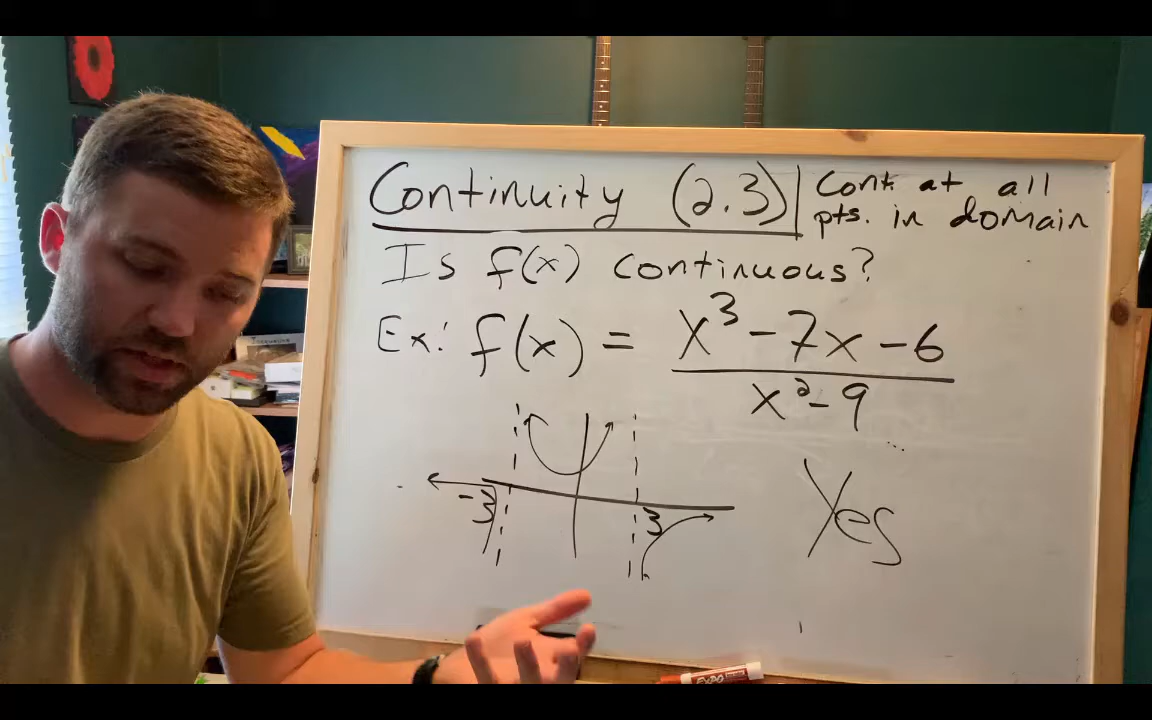 Continuity (2.3)
Cont. at all
pts. in domain
Is f(x) continuous?
Ex: f(x) = x³ - 7x - 6
x² - 9
-3
3
Yes
EXPO